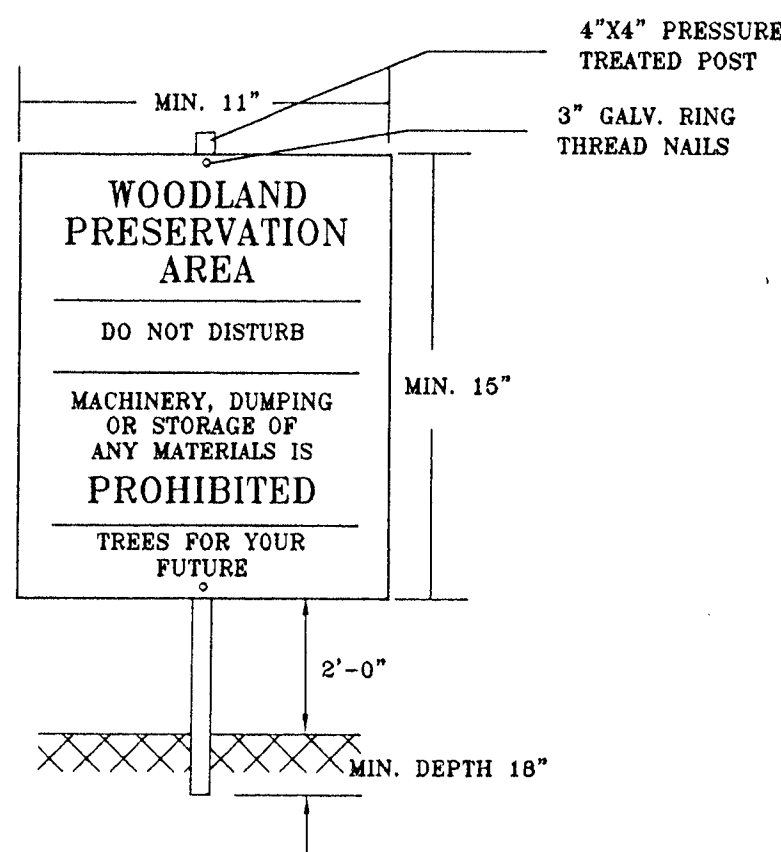 4"X4" PRESSURE
TREATED POST
MIN. 11"
3" GALV. RING
THREAD NAILS
WOODLAND
PRESERVATION
AREA
DO NOT DISTURB
MIN. 15"
MACHINERY, DUMPING
OR STORAGE OF
ANY MATERIALS IS
PROHIBITED
TREES FOR YOUR
FUTURE
2'-0"
MIN. DEPTH 18"